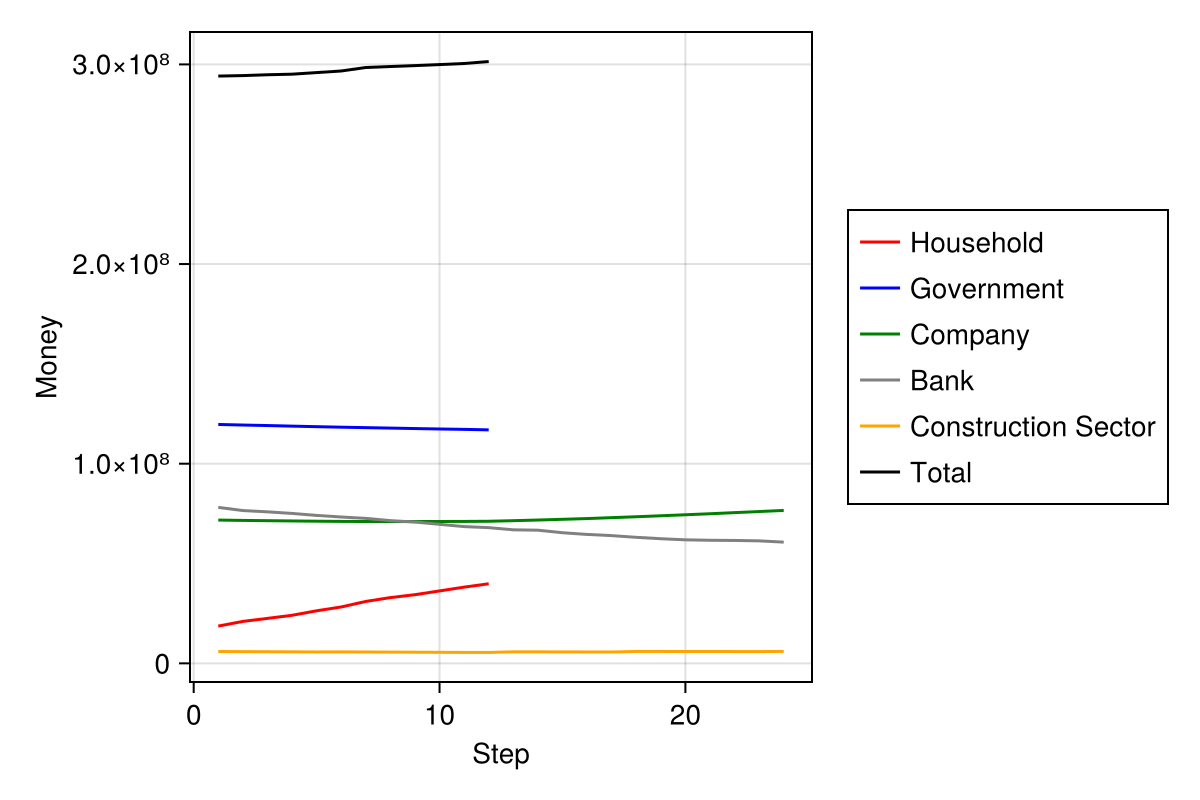 3.0×10⁸
2.0×10⁸
1.0×10⁸
0
Money
0 10 20
Step
Household
Government
Company
Bank
Construction Sector
Total